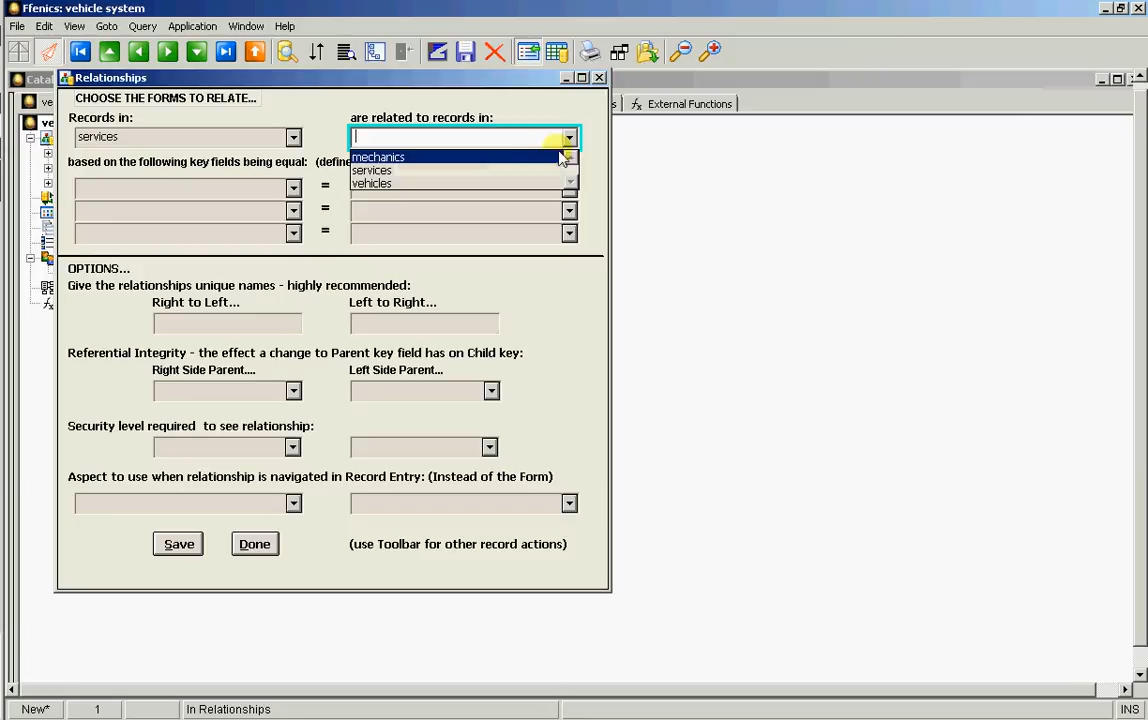 Ffenics: vehicle system
File Edit View Goto Query Application Window Help
Relationships
External Functions
CHOOSE THE FORMS TO RELATE...
Records in: are related to records in:
services
mechanics
based on the following key fields being equal: (define
services
vehicles
=
=
=
OPTIONS...
Give the relationships unique names - highly recommended:
Right to Left... Left to Right...
Referential Integrity - the effect a change to Parent key field has on Child key:
Right Side Parent.... Left Side Parent...
Security level required to see relationship:
Aspect to use when relationship is navigated in Record Entry: (Instead of the Form)
Save Done (use Toolbar for other record actions)
New* 1 In Relationships INS